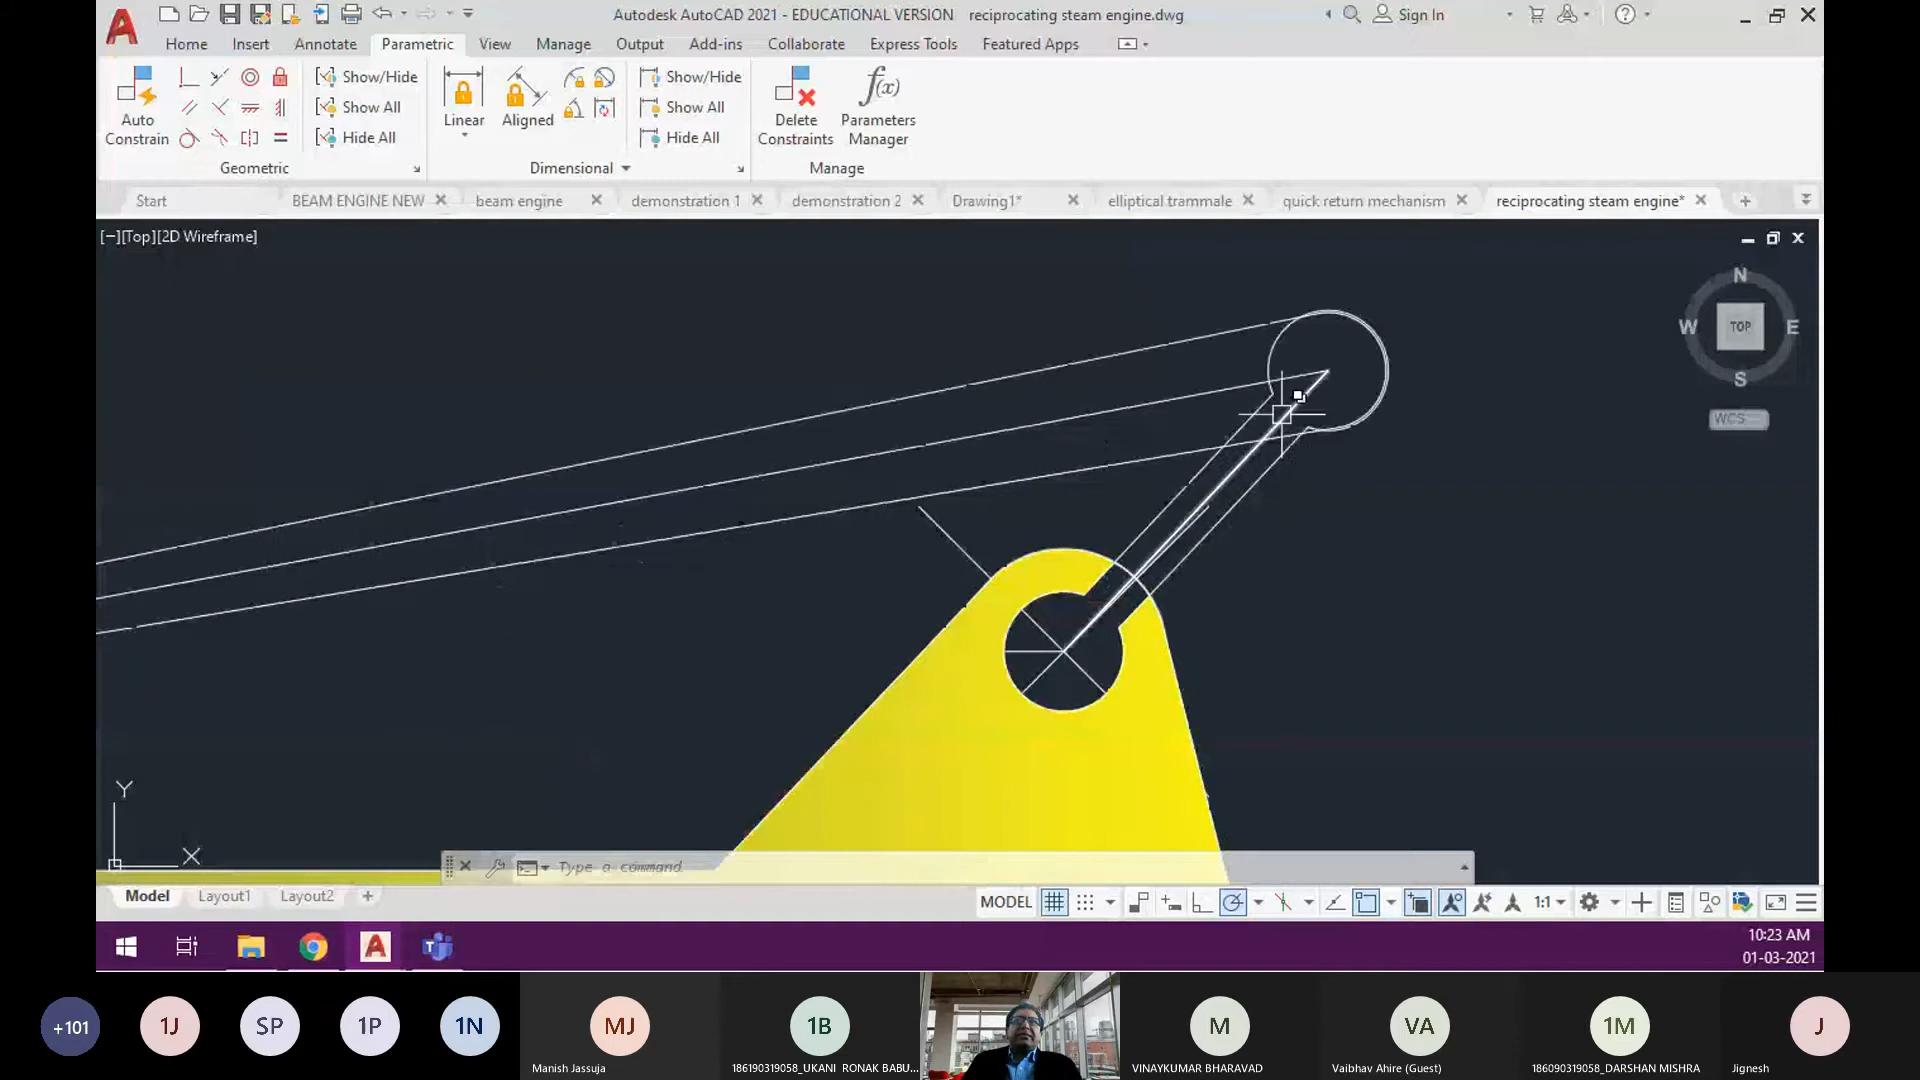 Autodesk AutoCAD 2021 - EDUCATIONAL VERSION reciprocating steam engine.dwg
Sign In
Home Insert Annotate Parametric View Manage Output Add-ins Collaborate Express Tools Featured Apps
Auto
Constrain
Show/Hide
Show All
Hide All
Linear
Aligned
Show/Hide
Show All
Hide All
Delete
Constraints
f(x)
Parameters
Manager
Geometric
Dimensional
Manage
Start BEAM ENGINE NEW beam engine demonstration 1 demonstration 2 Drawing1* elliptical trammale quick return mechanism reciprocating steam engine*
[−][Top][2D Wireframe]
N
W TOP E
S
WCS
Y
X
Type a command
Model Layout1 Layout2
MODEL
1:1
10:23 AM
01-03-2021
+101 1J SP 1P 1N MJ 1B M VA 1M J
Manish Jassuja 186190319058_UKANI RONAK BABU... VINAYKUMAR BHARAVAD Vaibhav Ahire (Guest) 186090319058_DARSHAN MISHRA Jignesh